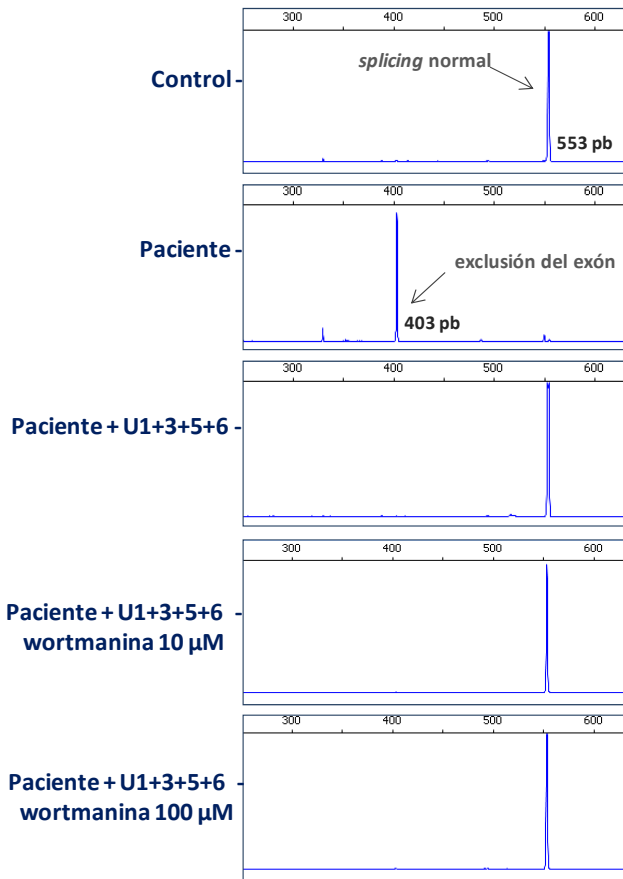 300 400 500 600
Control -
splicing normal
553 pb
300 400 500 600
Paciente -
exclusión del exón
403 pb
300 400 500 600
Paciente + U1+3+5+6 -
300 400 500 600
Paciente + U1+3+5+6 -
wortmanina 10 µM
300 400 500 600
Paciente + U1+3+5+6 -
wortmanina 100 µM